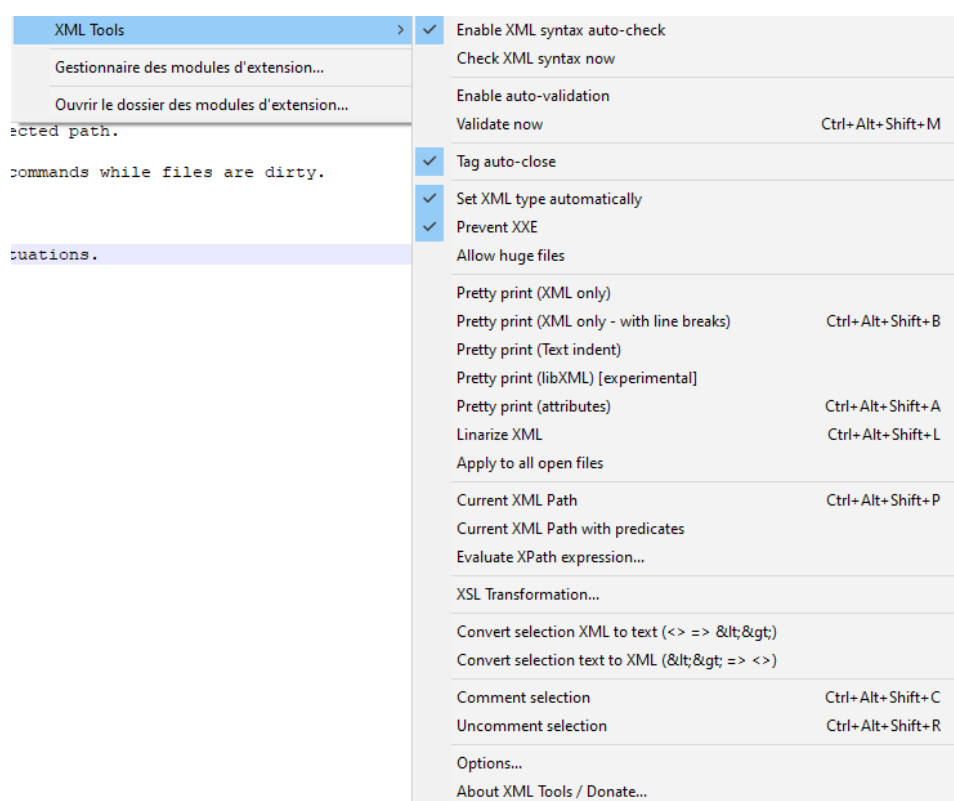 XML Tools >
Gestionnaire des modules d'extension...
Ouvrir le dossier des modules d'extension...
ected path.
commands while files are dirty.
tuations.
Enable XML syntax auto-check
Check XML syntax now
Enable auto-validation
Validate now Ctrl+Alt+Shift+M
Tag auto-close
Set XML type automatically
Prevent XXE
Allow huge files
Pretty print (XML only)
Pretty print (XML only - with line breaks) Ctrl+Alt+Shift+B
Pretty print (Text indent)
Pretty print (libXML) [experimental]
Pretty print (attributes) Ctrl+Alt+Shift+A
Linarize XML Ctrl+Alt+Shift+L
Apply to all open files
Current XML Path Ctrl+Alt+Shift+P
Current XML Path with predicates
Evaluate XPath expression...
XSL Transformation...
Convert selection XML to text (<> => &lt;&gt;)
Convert selection text to XML (&lt;&gt; => <>)
Comment selection Ctrl+Alt+Shift+C
Uncomment selection Ctrl+Alt+Shift+R
Options...
About XML Tools / Donate...